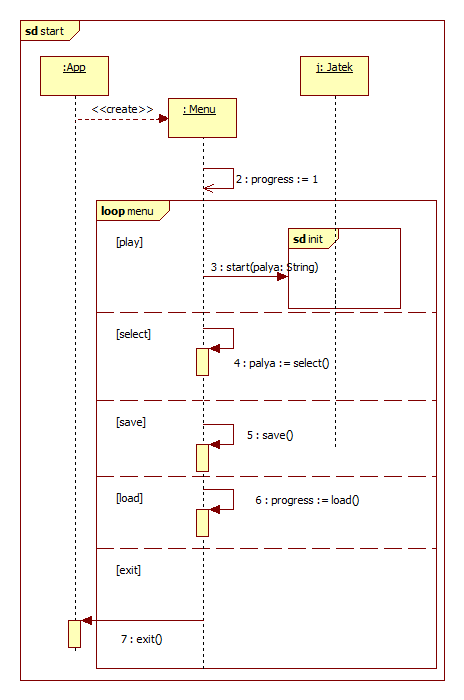 sd start
:App
j: Jatek
<<create>>
: Menu
2 : progress := 1
loop menu
sd init
[play]
3 : start(palya: String)
[select]
4 : palya := select()
[save]
5 : save()
[load]
6 : progress := load()
[exit]
7 : exit()